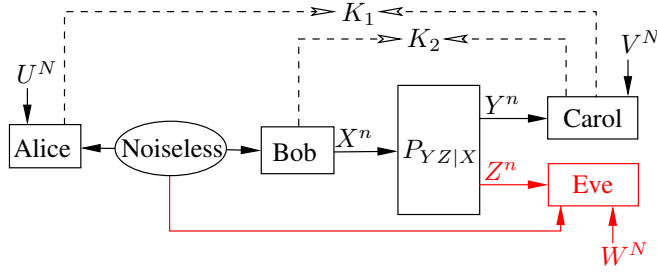 K_1
K_2
U^N
V^N
X^n
Y^n
Alice
Noiseless
Bob
P_{YZ|X}
Carol
Z^n
Eve
W^N